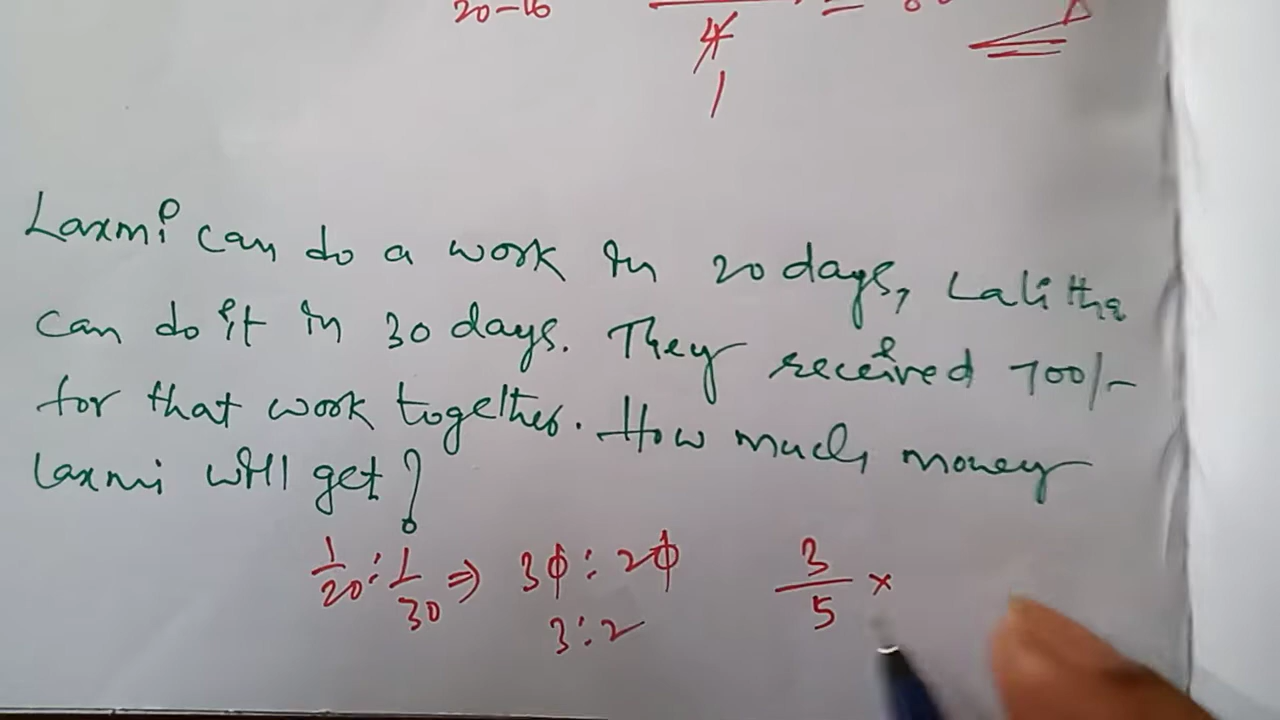 20-16
4
1
Laxmi can do a work in 20 days, Lalitha
can do it in 30 days. They received 700/-
for that work together. How much money
Laxmi will get?
1/20 : 1/30 ⇒ 30 : 20
3/5 ×
3:2